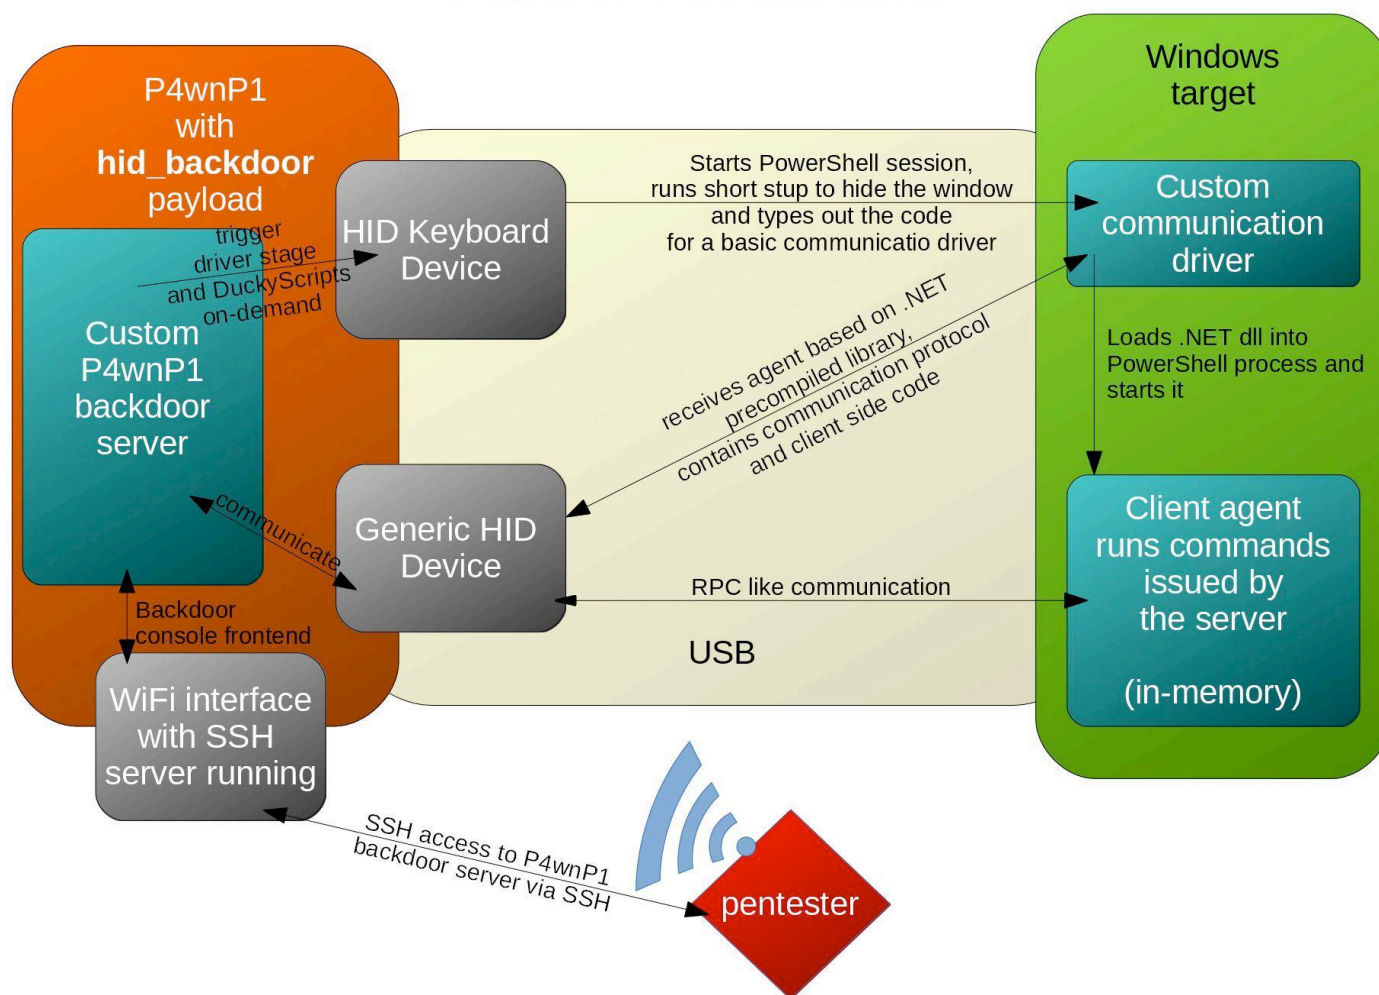 P4wnP1
with
hid_backdoor
payload
trigger
driver stage
and DuckyScripts
on-demand
Custom
P4wnP1
backdoor
server
HID Keyboard
Device
Starts PowerShell session,
runs short stup to hide the window
and types out the code
for a basic communicatio driver
Windows
target
Custom
communication
driver
receives agent based on .NET
precompiled library,
contains communication protocol
and client side code
Loads .NET dll into
PowerShell process and
starts it
communicate
Generic HID
Device
RPC like communication
USB
Client agent
runs commands
issued by
the server
(in-memory)
Backdoor
console frontend
WiFi interface
with SSH
server running
SSH access to P4wnP1
backdoor server via SSH
pentester